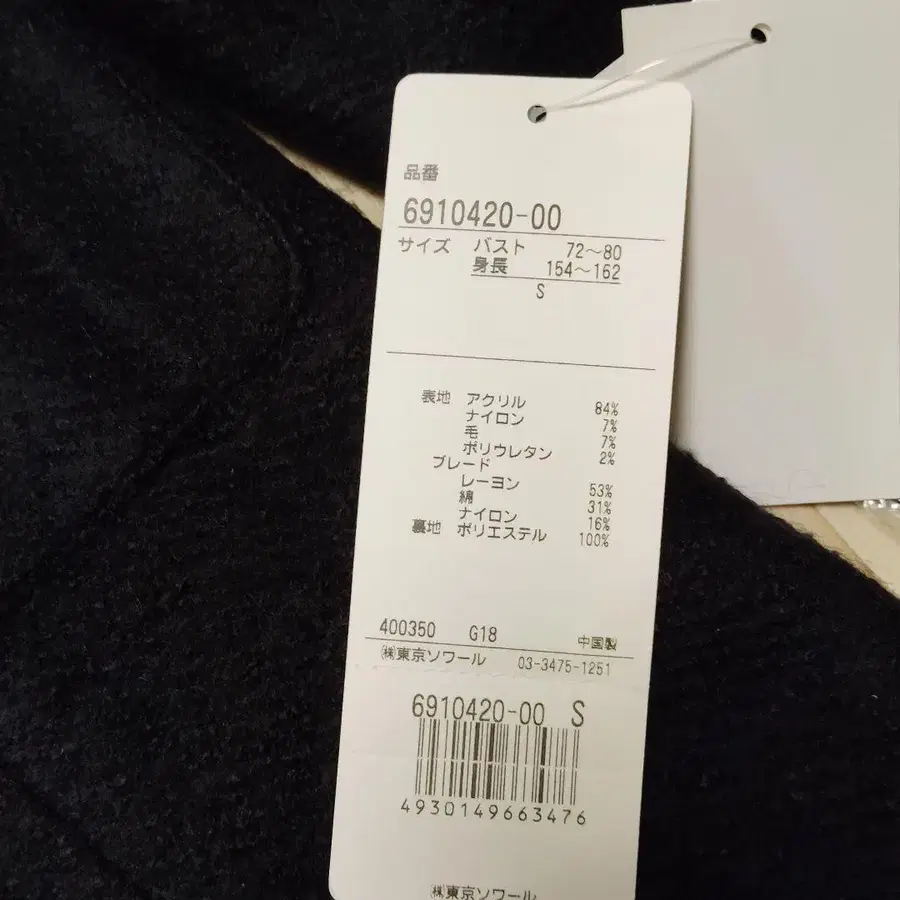 品番
6910420-00
サイズ バスト 72～80
身長 154～162
S
表地 アクリル 84%
ナイロン 7%
毛 7%
ポリウレタン 2%
ブレード
レーヨン 53%
綿 31%
ナイロン 16%
裏地 ポリエステル 100%
400350 G18 中国製
㈱東京ソワール 03-3475-1251
6910420-00 S
4930149663476
㈱東京ソワール